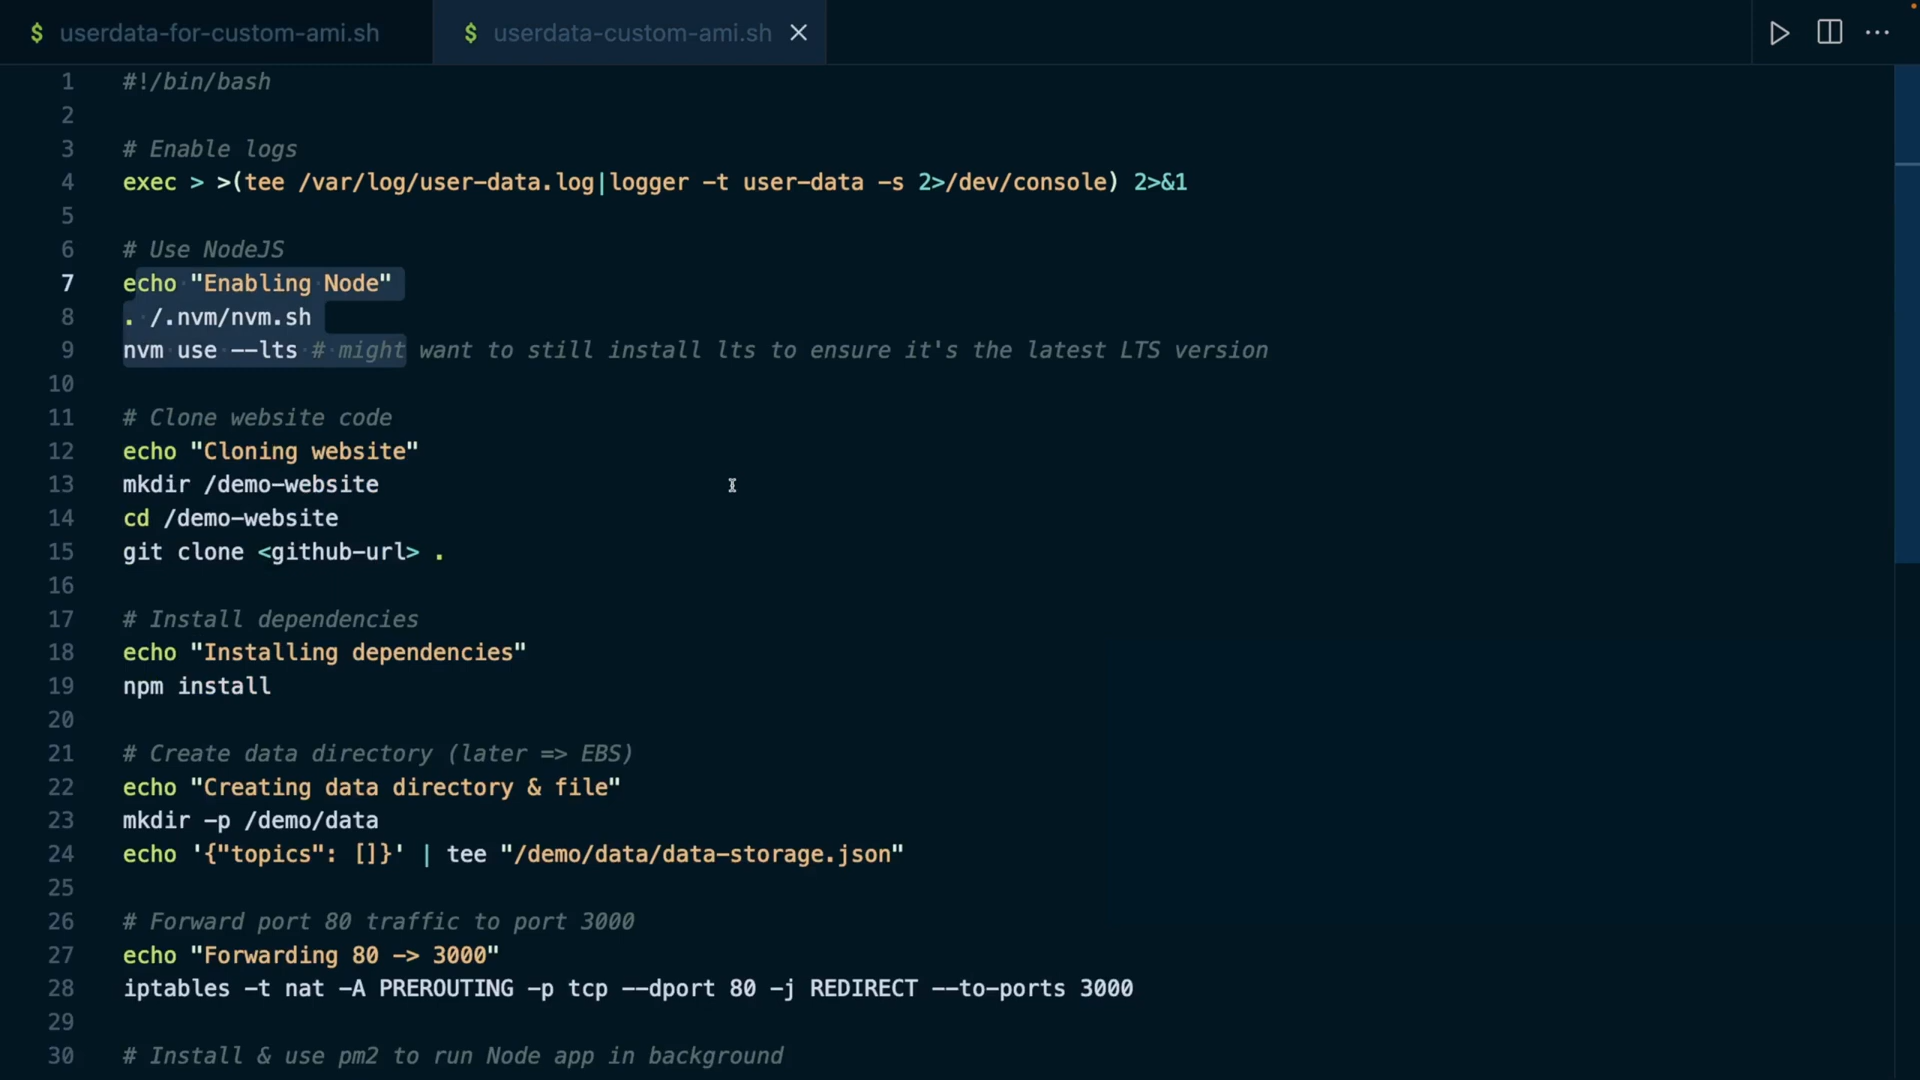 $ userdata-for-custom-ami.sh $ userdata-custom-ami.sh
1 #!/bin/bash
2
3 # Enable logs
4 exec > >(tee /var/log/user-data.log|logger -t user-data -s 2>/dev/console) 2>&1
5
6 # Use NodeJS
7 echo "Enabling Node"
8 . /.nvm/nvm.sh
9 nvm use --lts # might want to still install lts to ensure it's the latest LTS version
10
11 # Clone website code
12 echo "Cloning website"
13 mkdir /demo-website
14 cd /demo-website
15 git clone <github-url> .
16
17 # Install dependencies
18 echo "Installing dependencies"
19 npm install
20
21 # Create data directory (later => EBS)
22 echo "Creating data directory & file"
23 mkdir -p /demo/data
24 echo '{"topics": []}' | tee "/demo/data/data-storage.json"
25
26 # Forward port 80 traffic to port 3000
27 echo "Forwarding 80 -> 3000"
28 iptables -t nat -A PREROUTING -p tcp --dport 80 -j REDIRECT --to-ports 3000
29
30 # Install & use pm2 to run Node app in background